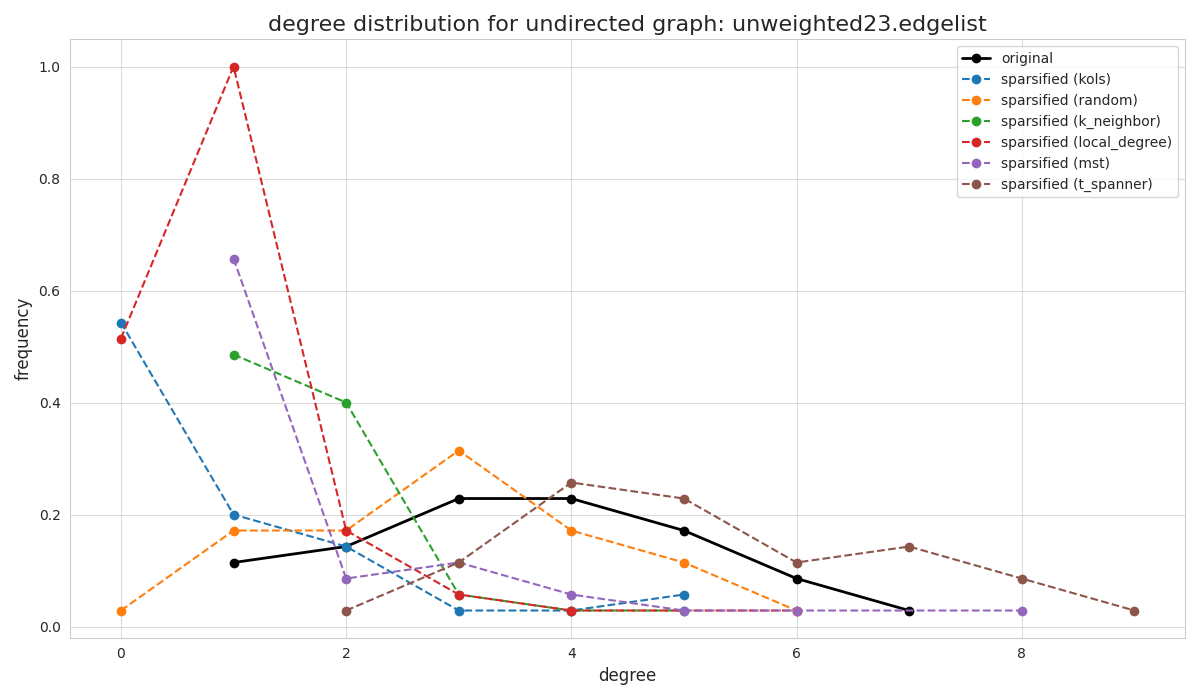 degree distribution for undirected graph: unweighted23.edgelist
original
sparsified (kols)
sparsified (random)
sparsified (k_neighbor)
sparsified (local_degree)
sparsified (mst)
sparsified (t_spanner)
frequency
1.0
0.8
0.6
0.4
0.2
0.0
0 2 4 6 8
degree